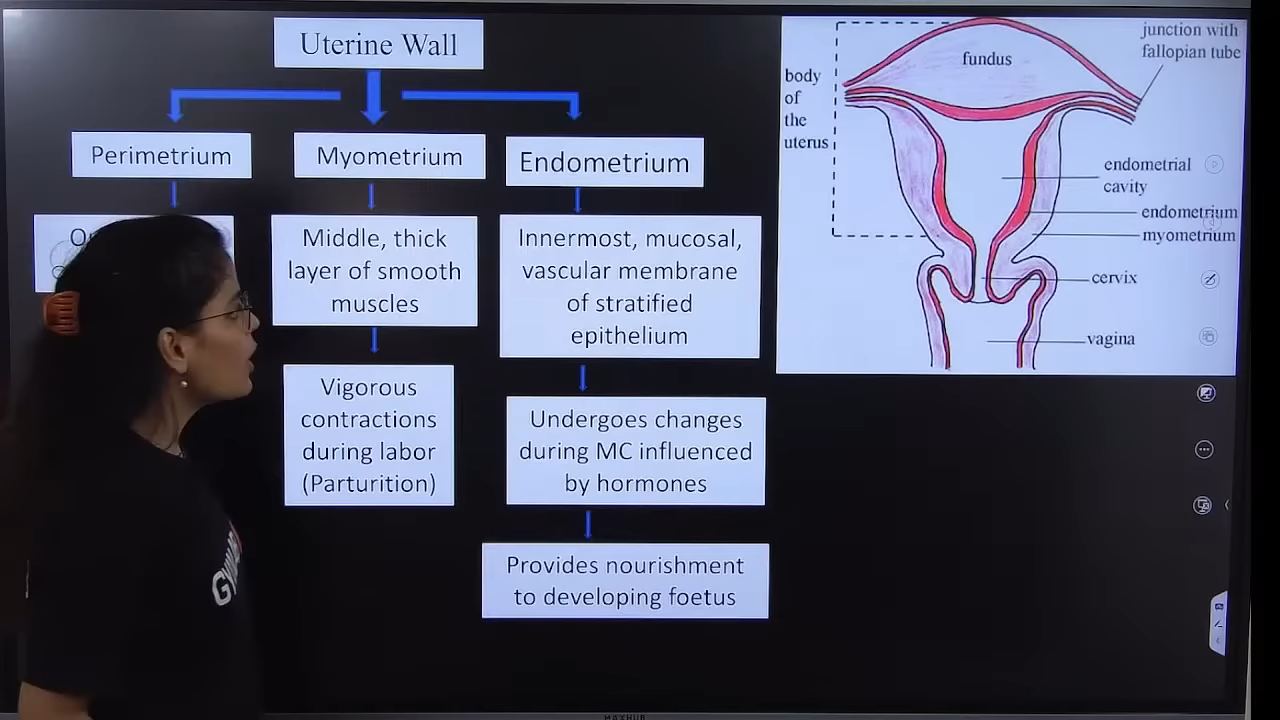 Uterine Wall
Perimetrium
Myometrium
Endometrium
Middle, thick
layer of smooth
muscles
Innermost, mucosal,
vascular membrane
of stratified
epithelium
Vigorous
contractions
during labor
(Parturition)
Undergoes changes
during MC influenced
by hormones
Provides nourishment
to developing foetus
junction with
fallopian tube
fundus
body
of
the
uterus
endometrial
cavity
endometrium
myometrium
cervix
vagina
MAXHUB